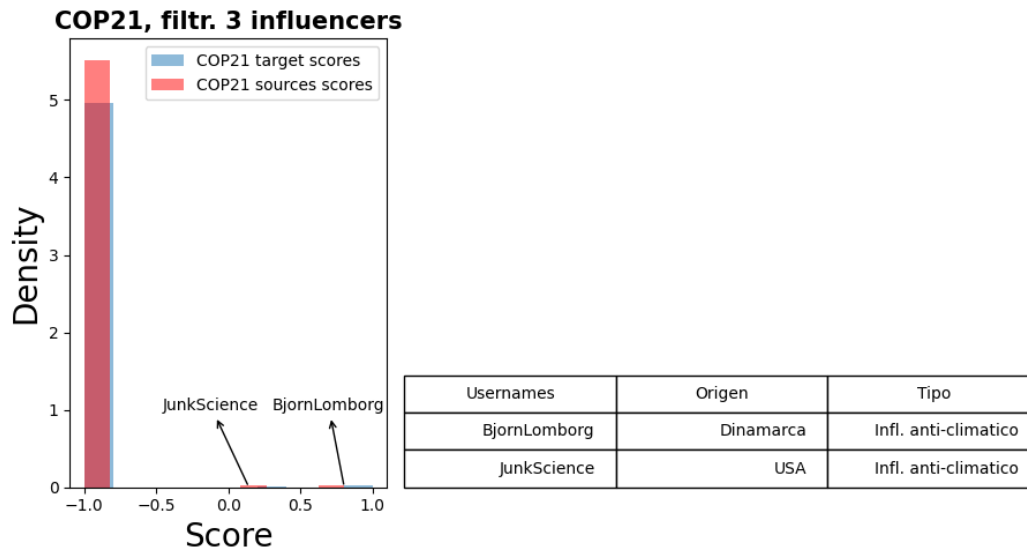 COP21, filtr. 3 influencers
COP21 target scores
COP21 sources scores
Density
5
4
3
2
1
0
JunkScience BjornLomborg
−1.0 −0.5 0.0 0.5 1.0
Score
Usernames Origen Tipo
BjornLomborg Dinamarca Infl. anti-climatico
JunkScience USA Infl. anti-climatico